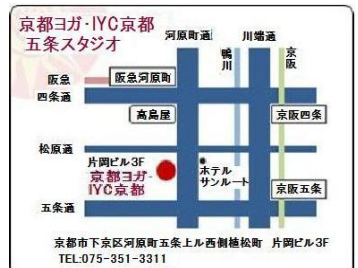 京都ヨガ・IYC京都
五条スタジオ
河原町通
鴨川
川端通
京阪
阪急
阪急河原町
四条通
高島屋
京阪四条
松原通
片岡ビル3F
京都ヨガ・
IYC京都
ホテル
サンルート
京阪五条
五条通
京都市下京区河原町五条上ル西側植松町 片岡ビル3F
TEL:075-351-3311